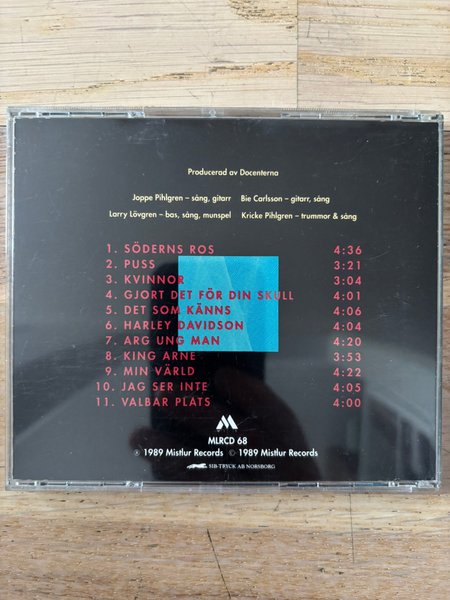 Producerad av Docenterna
Joppe Pihlgren – sång, gitarr Bie Carlsson – gitarr, sång
Larry Lövgren – bas, sång, munspel Kricke Pihlgren – trummor & sång
1. SÖDERNS ROS 4:36
2. PUSS 3:21
3. KVINNOR 3:04
4. GJORT DET FÖR DIN SKULL 4:01
5. DET SOM KÄNNS 4:06
6. HARLEY DAVIDSON 4:04
7. ARG UNG MAN 4:20
8. KING ARNE 3:53
9. MIN VÄRLD 4:22
10. JAG SER INTE 4:05
11. VALBAR PLATS 4:00
MLRCD 68
℗ 1989 Mistlur Records © 1989 Mistlur Records
SIB-TRYCK AB NORSBORG